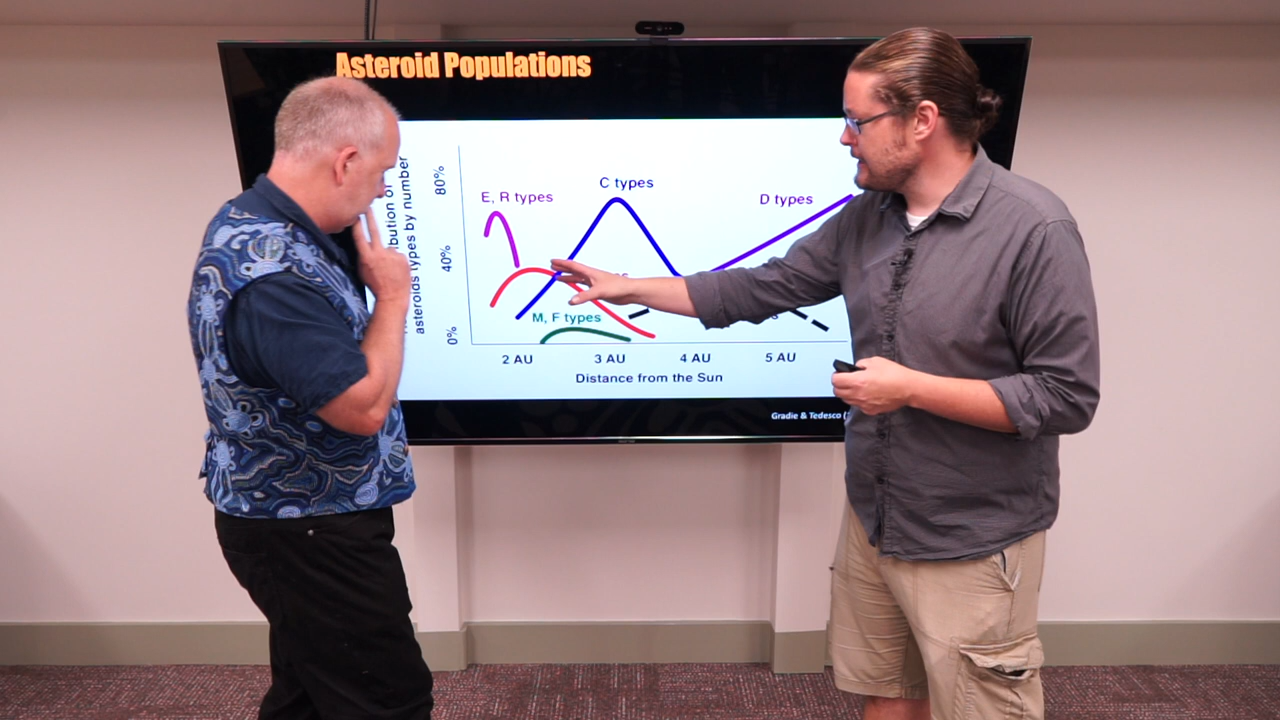 Asteroid Populations
asteroids types by number
80%
40%
0%
E, R types
C types
D types
M, F types
2 AU
3 AU
4 AU
5 AU
Distance from the Sun
Gradie & Tedesco (